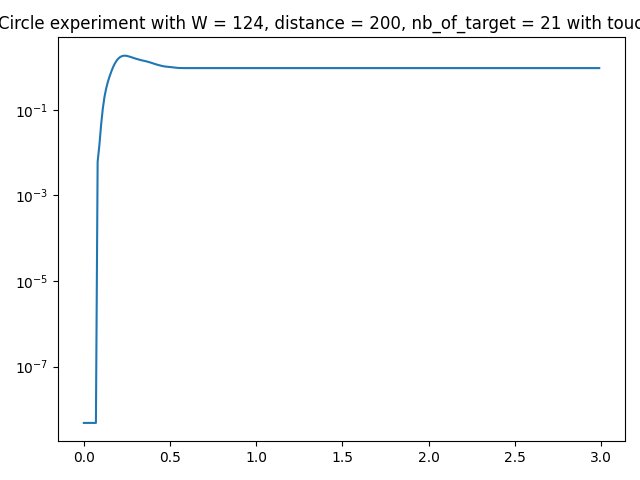 Circle experiment with W = 124, distance = 200, nb_of_target = 21 with
10⁻¹
10⁻³
10⁻⁵
10⁻⁷
0.0 0.5 1.0 1.5 2.0 2.5 3.0